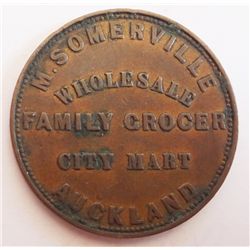 M. SOMERVILLE
WHOLESALE
FAMILY GROCER
CITY MART
AUCKLAND